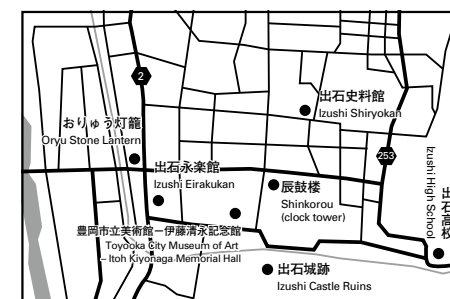 2
出石史料館
Izushi Shiryokan
おりゅう灯籠
Oryu Stone Lantern
253
出石永楽館
Izushi Eirakukan
辰鼓楼
Shinkorou
(clock tower)
出石高校
Izushi High School
豊岡市立美術館ー伊藤清永記念館
Toyooka City Museum of Art
– Itoh Kiyonaga Memorial Hall
出石城跡
Izushi Castle Ruins